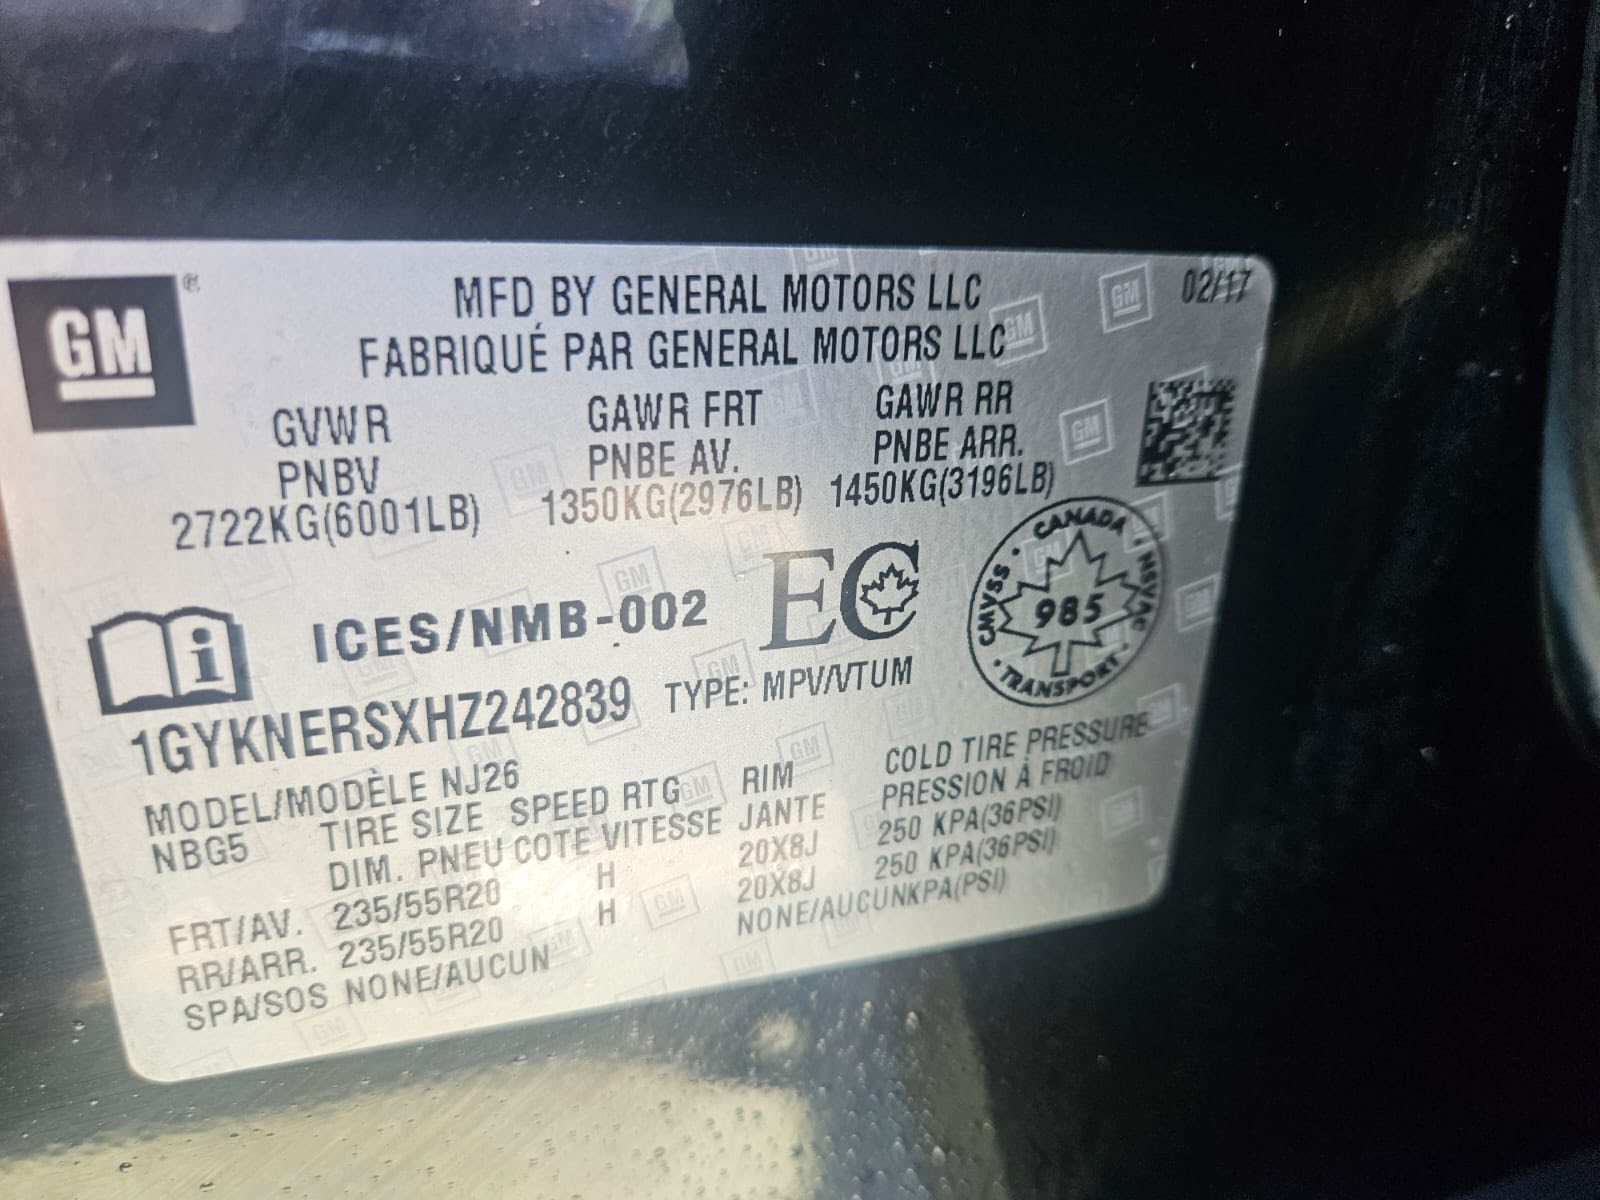 GM
MFD BY GENERAL MOTORS LLC 02/17
FABRIQUÉ PAR GENERAL MOTORS LLC
GVWR GAWR FRT GAWR RR
PNBV PNBE AV. PNBE ARR.
2722KG(6001LB) 1350KG(2976LB) 1450KG(3196LB)
ICES/NMB-002 EC
CANADA
CMVSS · NSVAC
985
· TRANSPORT ·
1GYKNERSXHZ242839 TYPE: MPV/VTUM
MODEL/MODÈLE NJ26
NBG5 TIRE SIZE SPEED RTG RIM COLD TIRE PRESSURE
DIM. PNEU COTE VITESSE JANTE PRESSION À FROID
FRT/AV. 235/55R20 H 20X8J 250 KPA(36PSI)
RR/ARR. 235/55R20 H 20X8J 250 KPA(36PSI)
SPA/SOS NONE/AUCUN NONE/AUCUNKPA(PSI)